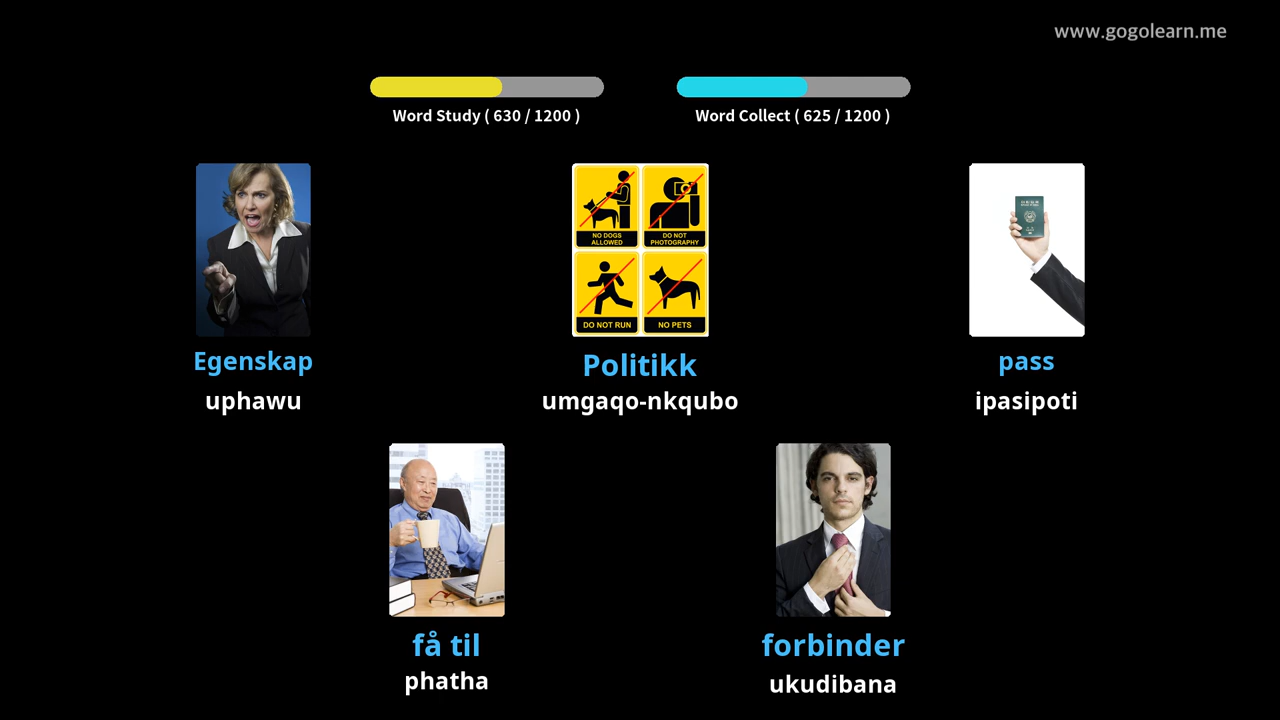 www.gogolearn.me
Word Study ( 630 / 1200 )
Word Collect ( 625 / 1200 )
NO DOGS
ALLOWED
DO NOT
PHOTOGRAPHY
DO NOT RUN
NO PETS
Egenskap
uphawu
Politikk
umgaqo-nkqubo
pass
ipasipoti
få til
phatha
forbinder
ukudibana